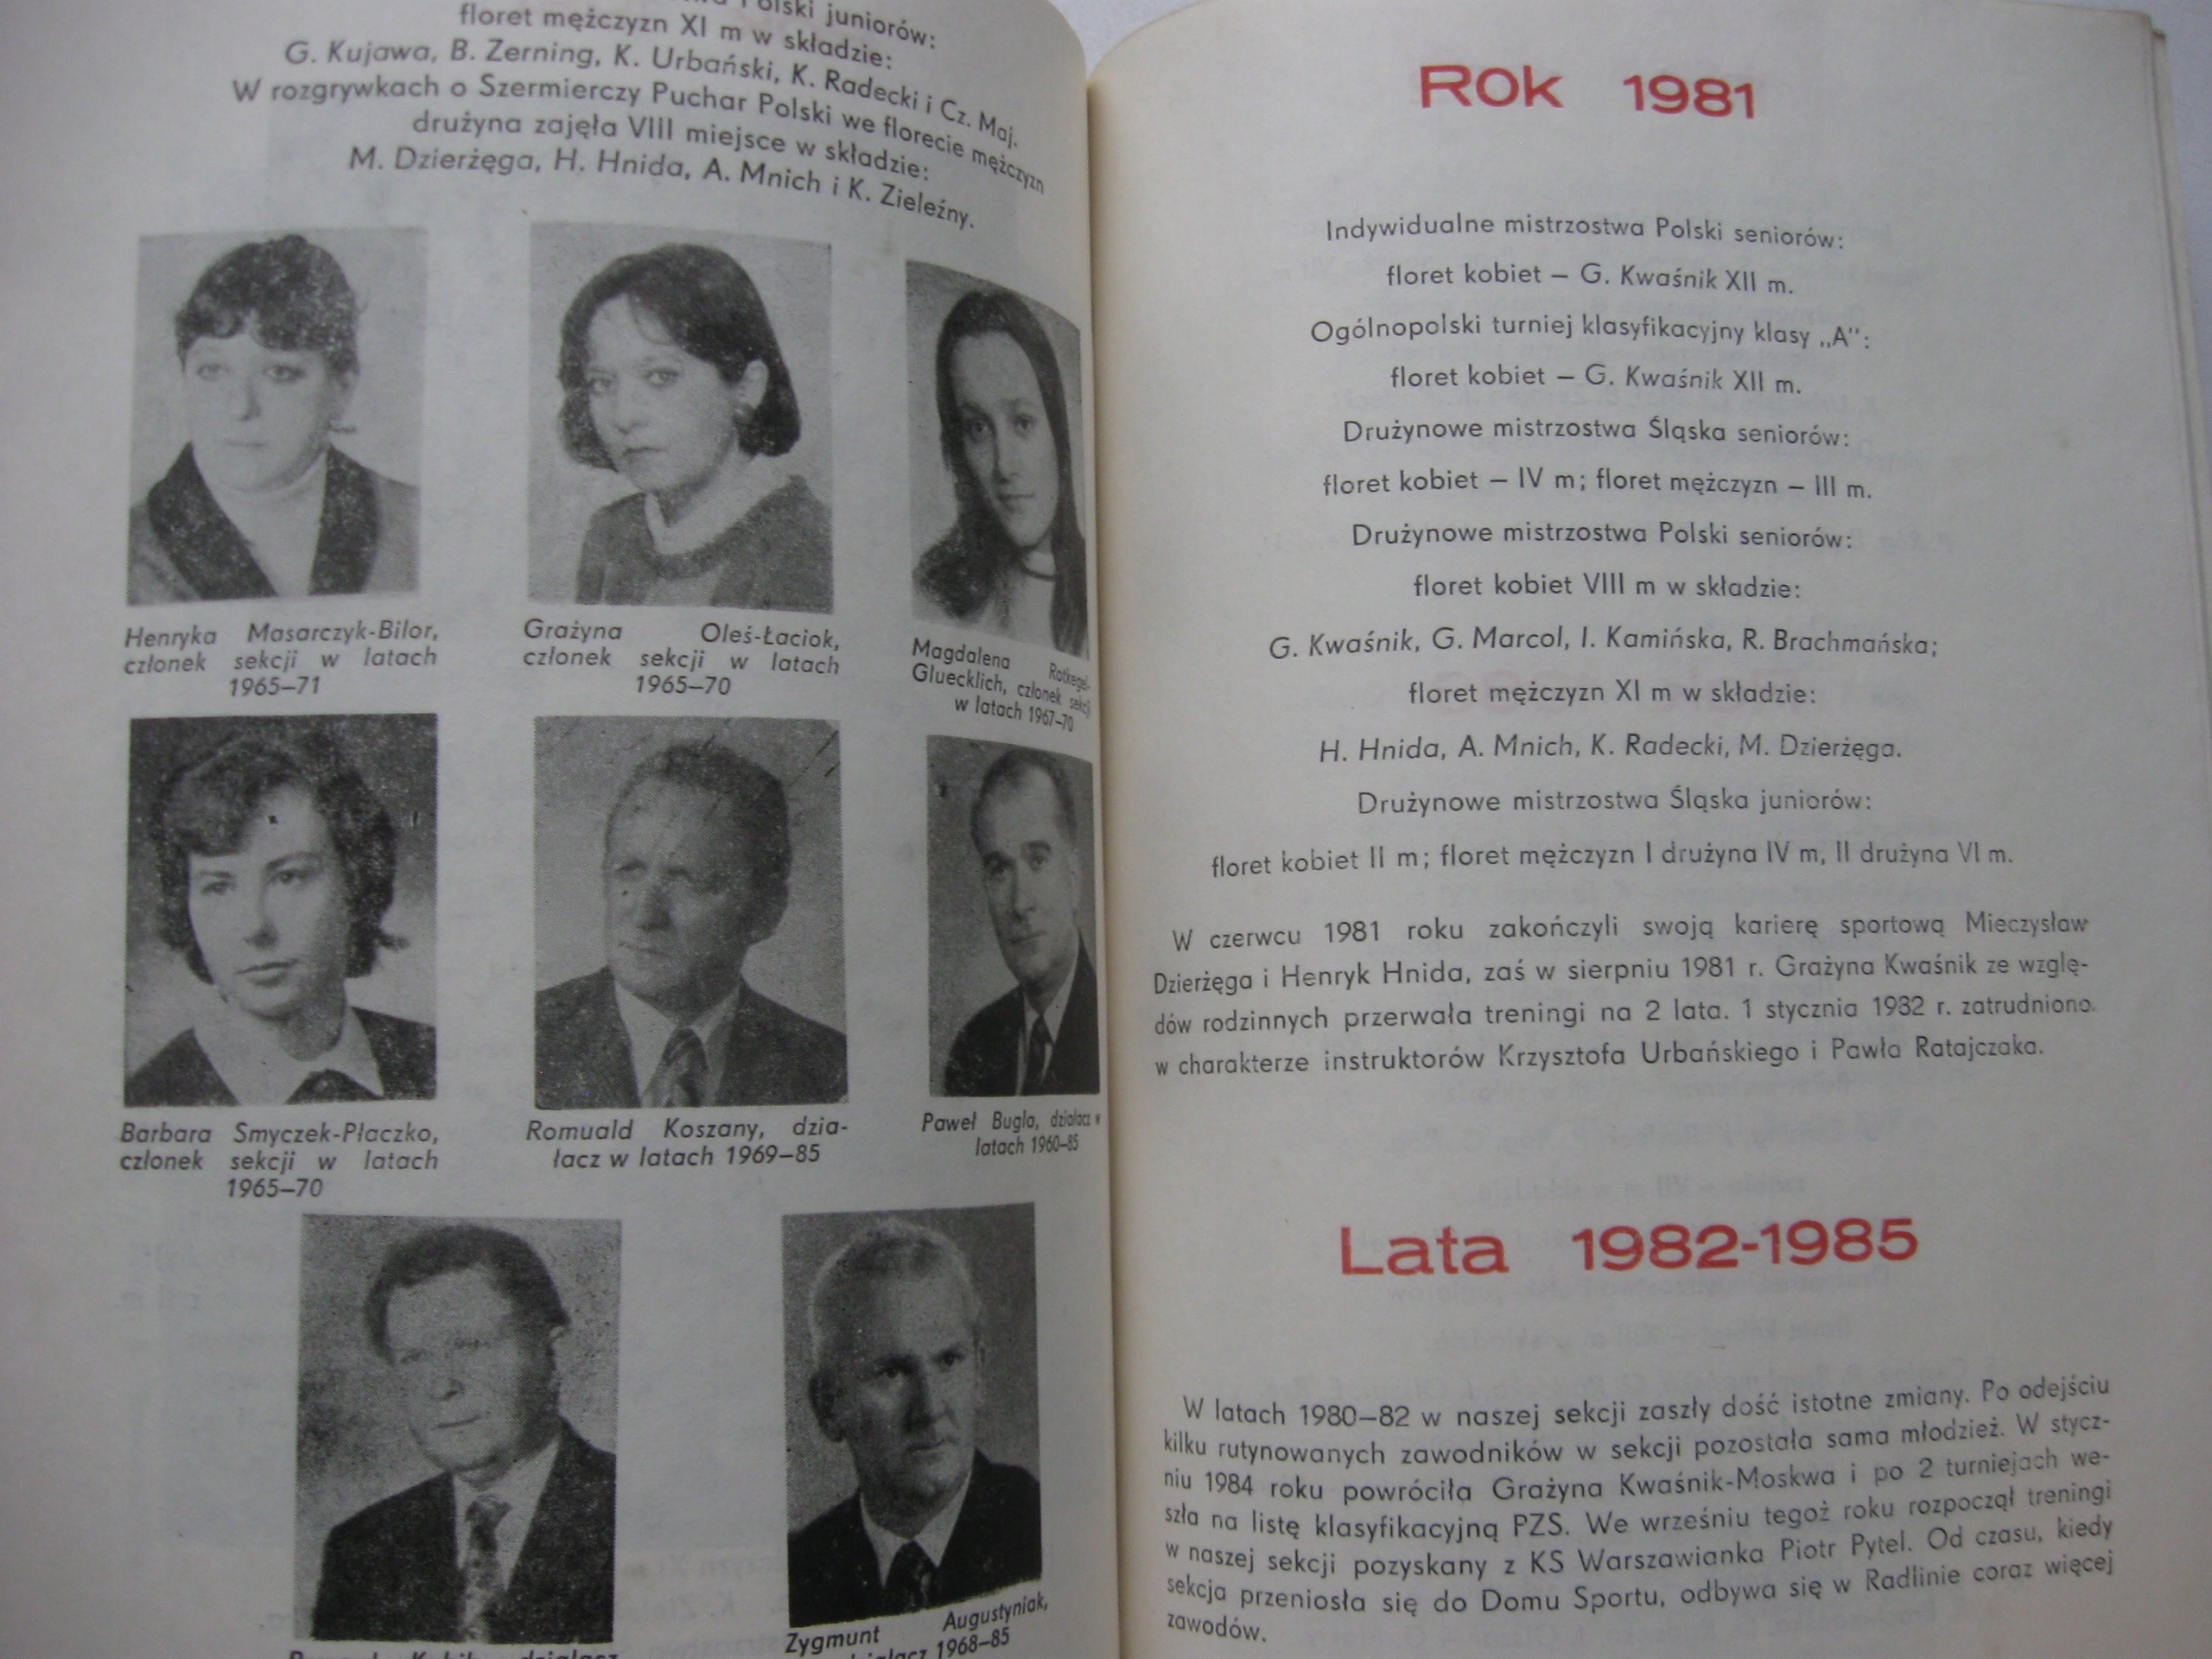 Polski juniorów:
floret mężczyzn XI m w składzie:
G. Kujawa, B. Zerning, K. Urbański, K. Radecki i Cz. Maj.
W rozgrywkach o Szermierczy Puchar Polski we florecie mężczyzn
drużyna zajęła VIII miejsce w składzie:
M. Dzierżęga, H. Hnida, A. Mnich i K. Zieleźny.
Henryka Masarczyk-Bilor,
członek sekcji w latach
1965–71
Grażyna Oleś-Łaciok,
członek sekcji w latach
1965–70
Magdalena Rotkegel-
Gluecklich, członek sekcji
w latach 1967–70
Barbara Smyczek-Płaczko,
członek sekcji w latach
1965–70
Romuald Koszany, dzia-
łacz w latach 1969–85
Paweł Bugla, działacz w
latach 1960–85
działacz
Zygmunt Augustyniak,
działacz 1968–85
Rok 1981
Indywidualne mistrzostwa Polski seniorów:
floret kobiet – G. Kwaśnik XII m.
Ogólnopolski turniej klasyfikacyjny klasy „A":
floret kobiet – G. Kwaśnik XII m.
Drużynowe mistrzostwa Śląska seniorów:
floret kobiet – IV m; floret mężczyzn – III m.
Drużynowe mistrzostwa Polski seniorów:
floret kobiet VIII m w składzie:
G. Kwaśnik, G. Marcol, I. Kamińska, R. Brachmańska;
floret mężczyzn XI m w składzie:
H. Hnida, A. Mnich, K. Radecki, M. Dzierżęga.
Drużynowe mistrzostwa Śląska juniorów:
floret kobiet II m; floret mężczyzn I drużyna IV m, II drużyna VI m.
W czerwcu 1981 roku zakończyli swoją karierę sportową Mieczysław
Dzierżęga i Henryk Hnida, zaś w sierpniu 1981 r. Grażyna Kwaśnik ze wzglę-
dów rodzinnych przerwała treningi na 2 lata. 1 stycznia 1982 r. zatrudniono
w charakterze instruktorów Krzysztofa Urbańskiego i Pawła Ratajczaka.
Lata 1982-1985
W latach 1980–82 w naszej sekcji zaszły dość istotne zmiany. Po odejściu
kilku rutynowanych zawodników w sekcji pozostała sama młodzież. W stycz-
niu 1984 roku powróciła Grażyna Kwaśnik-Moskwa i po 2 turniejach we-
szła na listę klasyfikacyjną PZS. We wrześniu tegoż roku rozpoczął treningi
w naszej sekcji pozyskany z KS Warszawianka Piotr Pytel. Od czasu, kiedy
sekcja przeniosła się do Domu Sportu, odbywa się w Radlinie coraz więcej
zawodów.